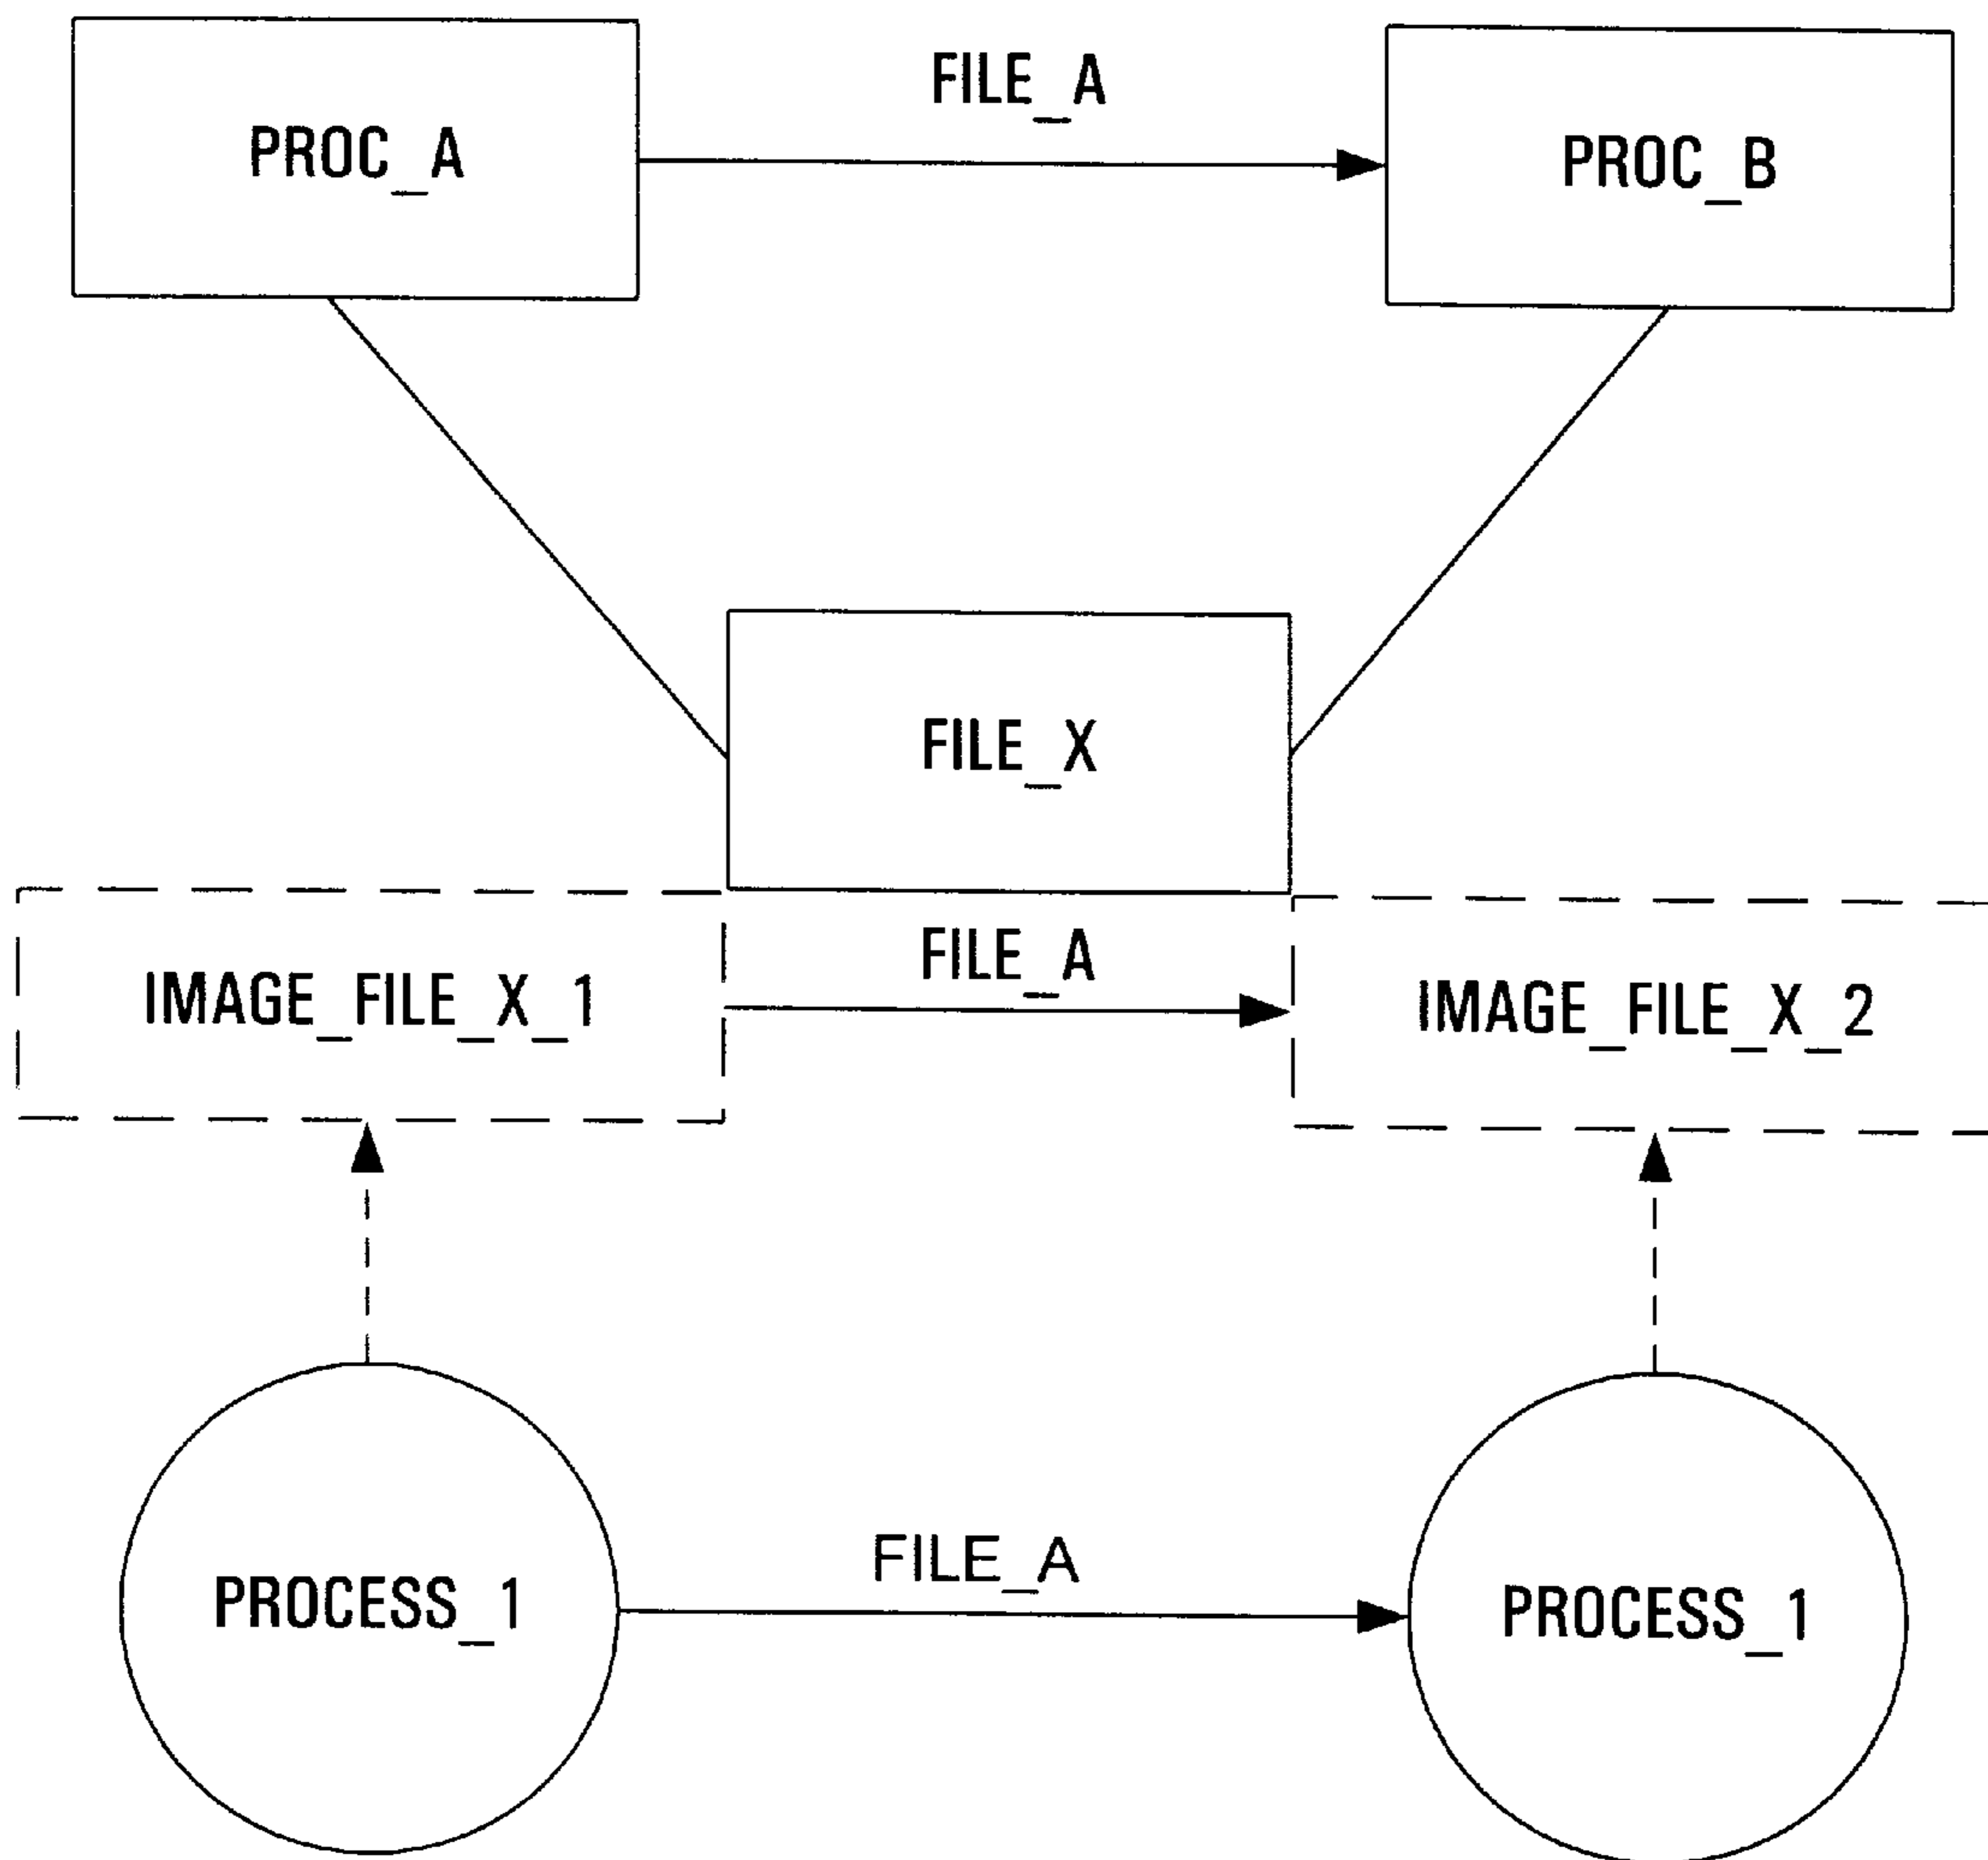 FILE_A
PROC_A
PROC_B
FILE_X
FILE_A
IMAGE_FILE_X_1
IMAGE_FILE_X_2
FILE_A
PROCESS_1
PROCESS_1